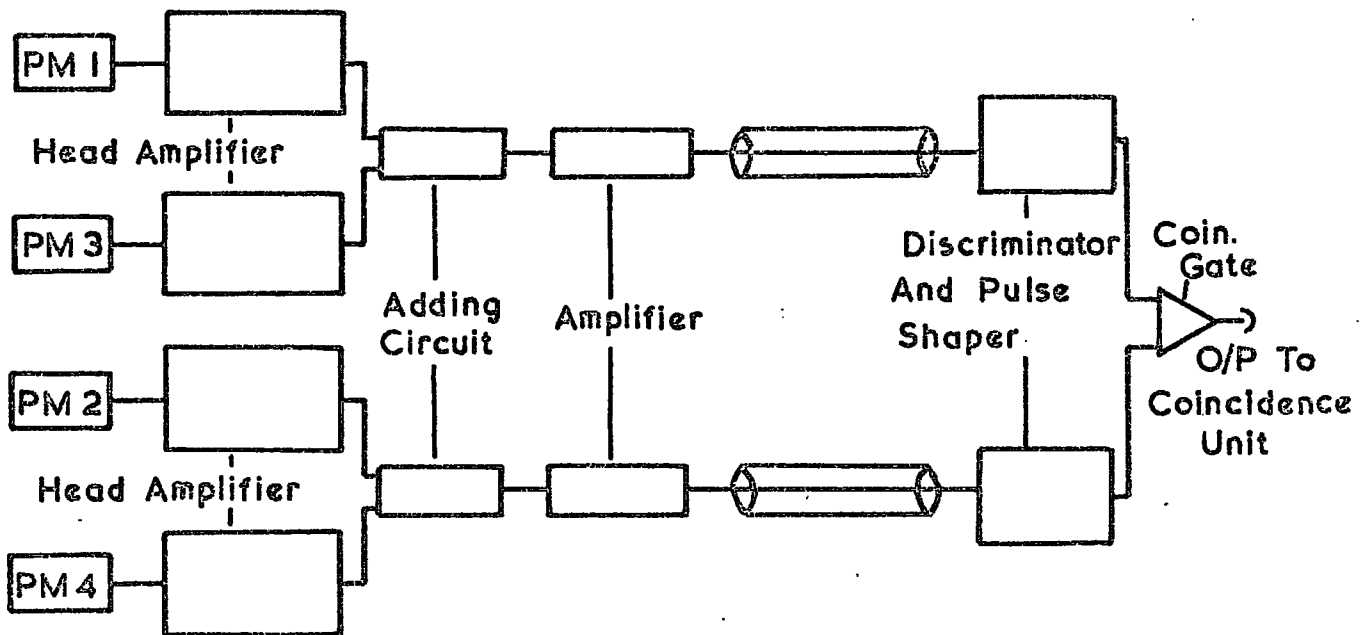 PM 1
Head Amplifier
PM 3
Adding
Circuit
Amplifier
Discriminator
And Pulse
Shaper
Coin.
Gate
O/P To
Coincidence
Unit
PM 2
Head Amplifier
PM 4